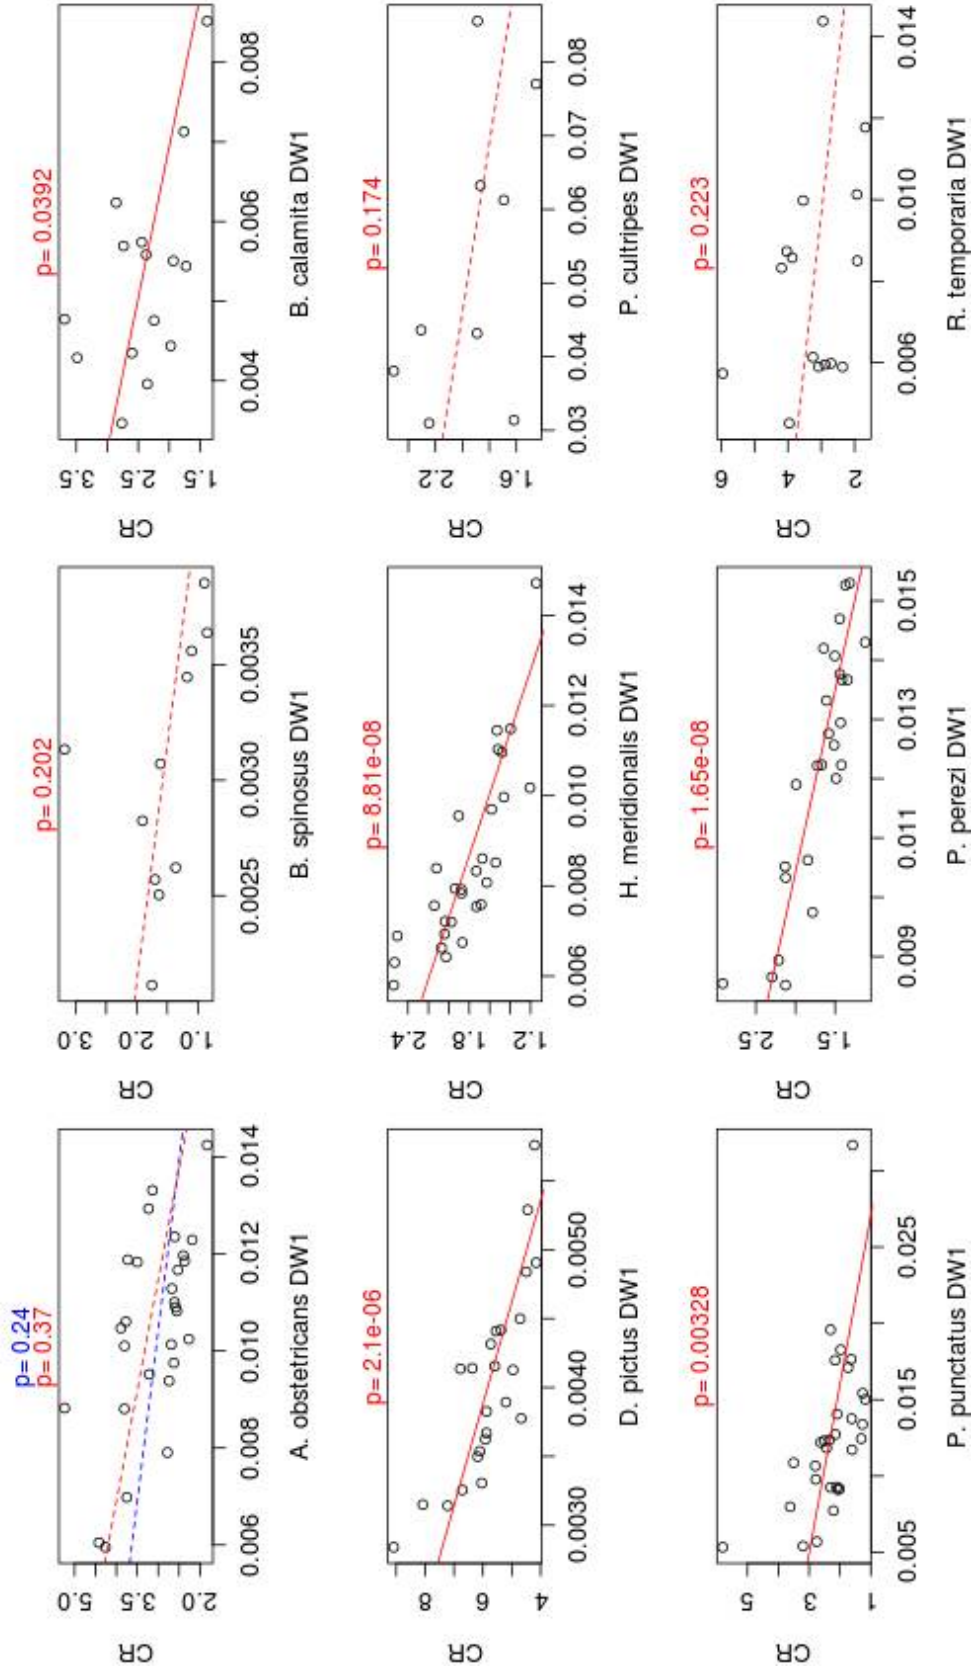 p= 0.24
p= 0.37
CR
5.0
3.5
2.0
0.006 0.008 0.010 0.012 0.014
A. obstetricans DW1
p= 0.202
CR
3.0
2.0
1.0
0.0025 0.0030 0.0035
B. spinosus DW1
p= 0.0392
CR
3.5
2.5
1.5
0.004 0.006 0.008
B. calamita DW1
p= 2.1e-06
CR
8
6
4
0.0030 0.0040 0.0050
D. pictus DW1
p= 8.81e-08
CR
2.4
1.8
1.2
0.006 0.008 0.010 0.012 0.014
H. meridionalis DW1
p= 0.174
CR
2.2
1.6
0.03 0.04 0.05 0.06 0.07 0.08
P. cultripes DW1
p= 0.00328
CR
5
3
1
0.005 0.015 0.025
P. punctatus DW1
p= 1.65e-08
CR
2.5
1.5
0.009 0.011 0.013 0.015
P. perezi DW1
p= 0.223
CR
6
4
2
0.006 0.010 0.014
R. temporaria DW1